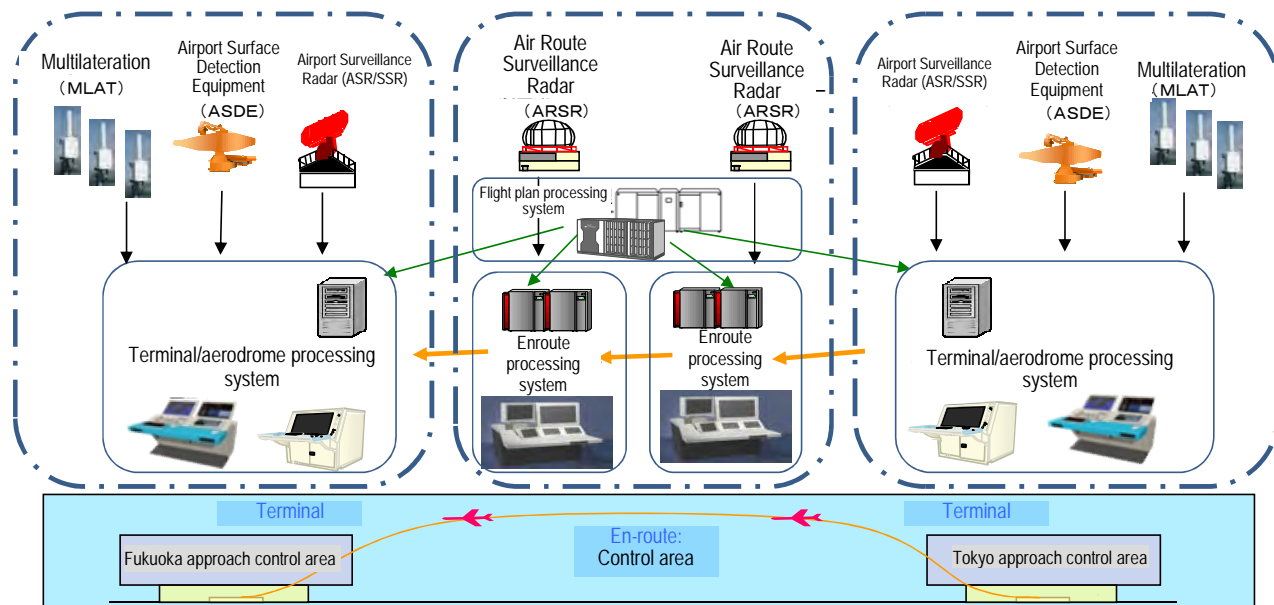 Multilateration
（MLAT）
Airport Surface
Detection
Equipment
（ASDE）
Airport Surveillance
Radar (ASR/SSR)
Air Route
Surveillance
Radar
（ARSR）
Air Route
Surveillance
Radar
（ARSR）
Airport Surveillance
Radar (ASR/SSR)
Airport Surface
Detection
Equipment
（ASDE）
Multilateration
（MLAT）
Flight plan processing
system
Terminal/aerodrome processing
system
Enroute
processing
system
Enroute
processing
system
Terminal/aerodrome processing
system
Terminal
Terminal
En-route:
Control area
Fukuoka approach control area
Tokyo approach control area